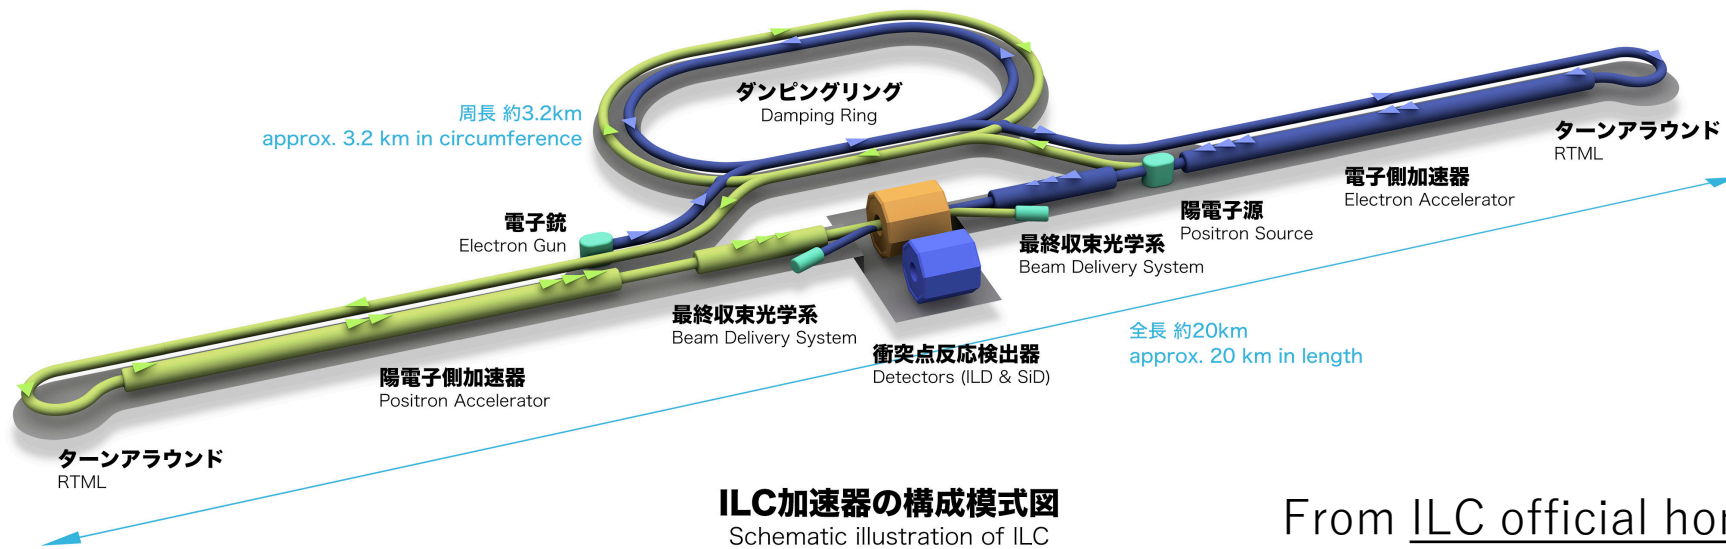 ダンピングリング
Damping Ring
周長 約3.2km
approx. 3.2 km in circumference
ターンアラウンド
RTML
電子側加速器
Electron Accelerator
陽電子源
Positron Source
電子銃
Electron Gun
最終収束光学系
Beam Delivery System
最終収束光学系
Beam Delivery System
全長 約20km
approx. 20 km in length
衝突点反応検出器
Detectors (ILD & SiD)
陽電子側加速器
Positron Accelerator
ターンアラウンド
RTML
ILC加速器の構成模式図
Schematic illustration of ILC
From ILC official